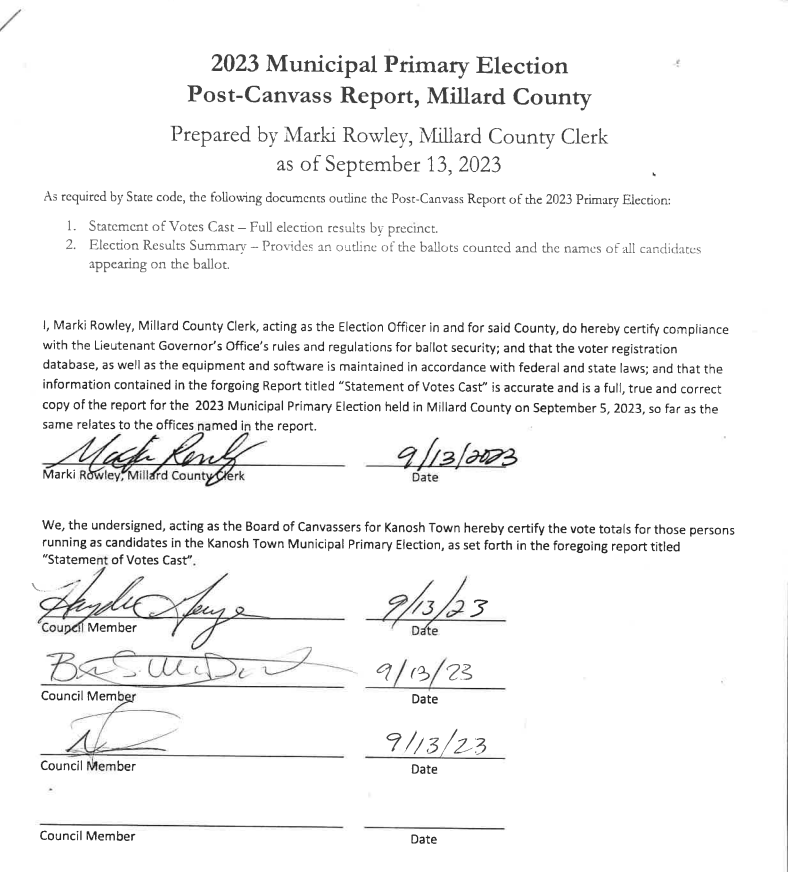 2023 Municipal Primary Election
Post-Canvass Report, Millard County
Prepared by Marki Rowley, Millard County Clerk
as of September 13, 2023
As required by State code, the following documents outline the Post-Canvass Report of the 2023 Primary Election:
1. Statement of Votes Cast – Full election results by precinct.
2. Election Results Summary – Provides an outline of the ballots counted and the names of all candidates
appearing on the ballot.
I, Marki Rowley, Millard County Clerk, acting as the Election Officer in and for said County, do hereby certify compliance
with the Lieutenant Governor's Office's rules and regulations for ballot security; and that the voter registration
database, as well as the equipment and software is maintained in accordance with federal and state laws; and that the
information contained in the forgoing Report titled "Statement of Votes Cast" is accurate and is a full, true and correct
copy of the report for the 2023 Municipal Primary Election held in Millard County on September 5, 2023, so far as the
same relates to the offices named in the report.
9/13/2023
Marki Rowley, Millard County Clerk Date
We, the undersigned, acting as the Board of Canvassers for Kanosh Town hereby certify the vote totals for those persons
running as candidates in the Kanosh Town Municipal Primary Election, as set forth in the foregoing report titled
"Statement of Votes Cast".
9/13/23
Council Member Date
9/13/23
Council Member Date
9/13/23
Council Member Date
Council Member Date